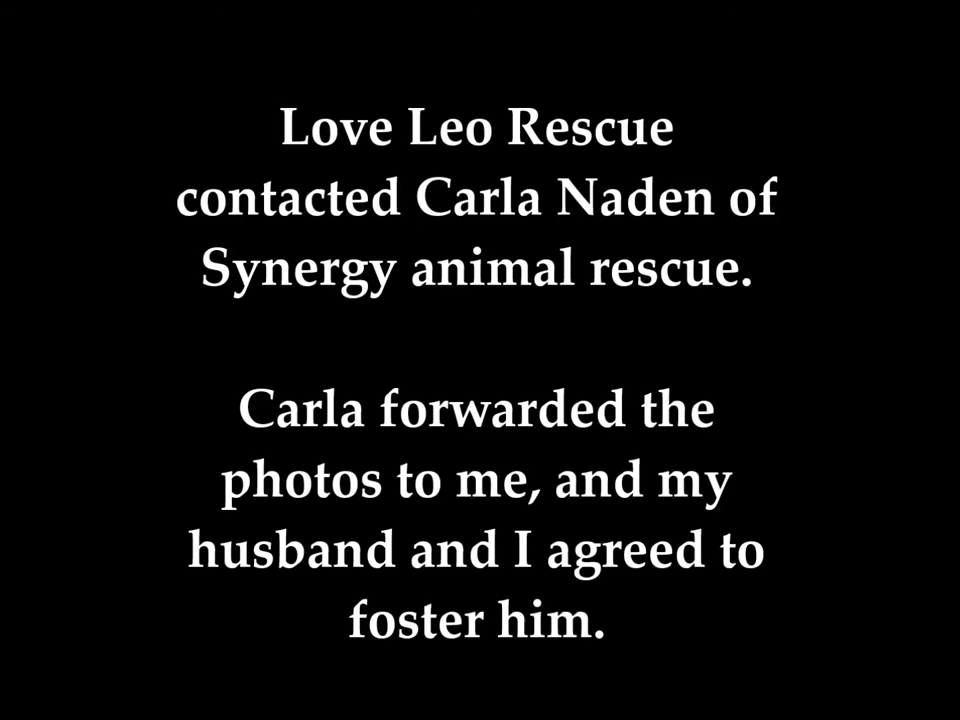 Love Leo Rescue
contacted Carla Naden of
Synergy animal rescue.
Carla forwarded the
photos to me, and my
husband and I agreed to
foster him.